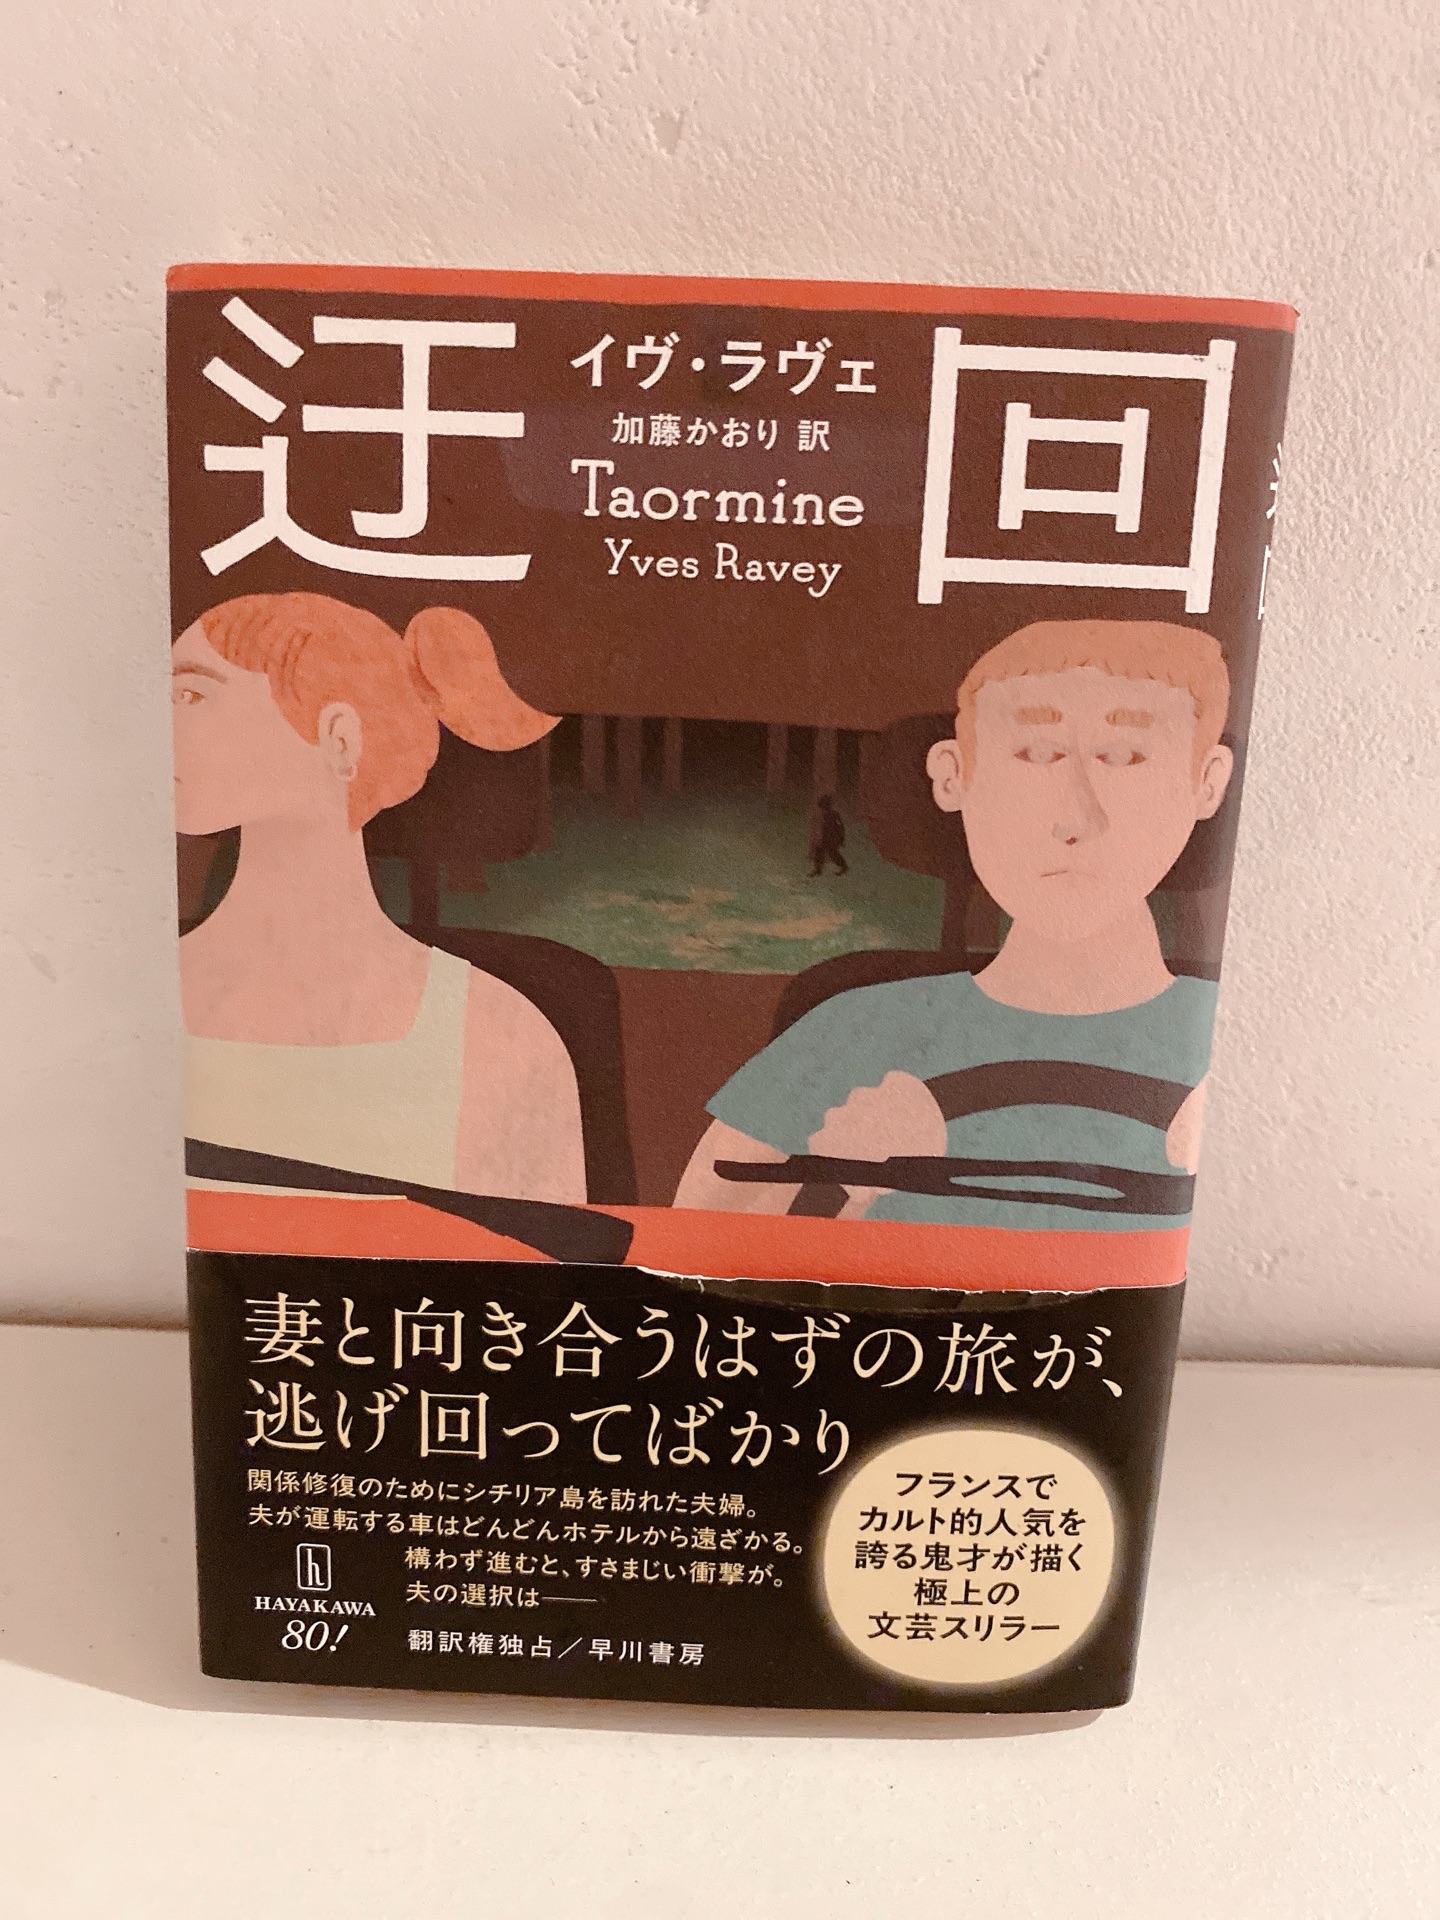 迂回
イヴ・ラヴェ
加藤かおり 訳
Taormine
Yves Ravey
妻と向き合うはずの旅が、
逃げ回ってばかり
関係修復のためにシチリア島を訪れた夫婦。
夫が運転する車はどんどんホテルから遠ざかる。
構わず進むと、すさまじい衝撃が。
夫の選択は——
フランスで
カルト的人気を
誇る鬼才が描く
極上の
文芸スリラー
h
HAYAKAWA
80!
翻訳権独占/早川書房